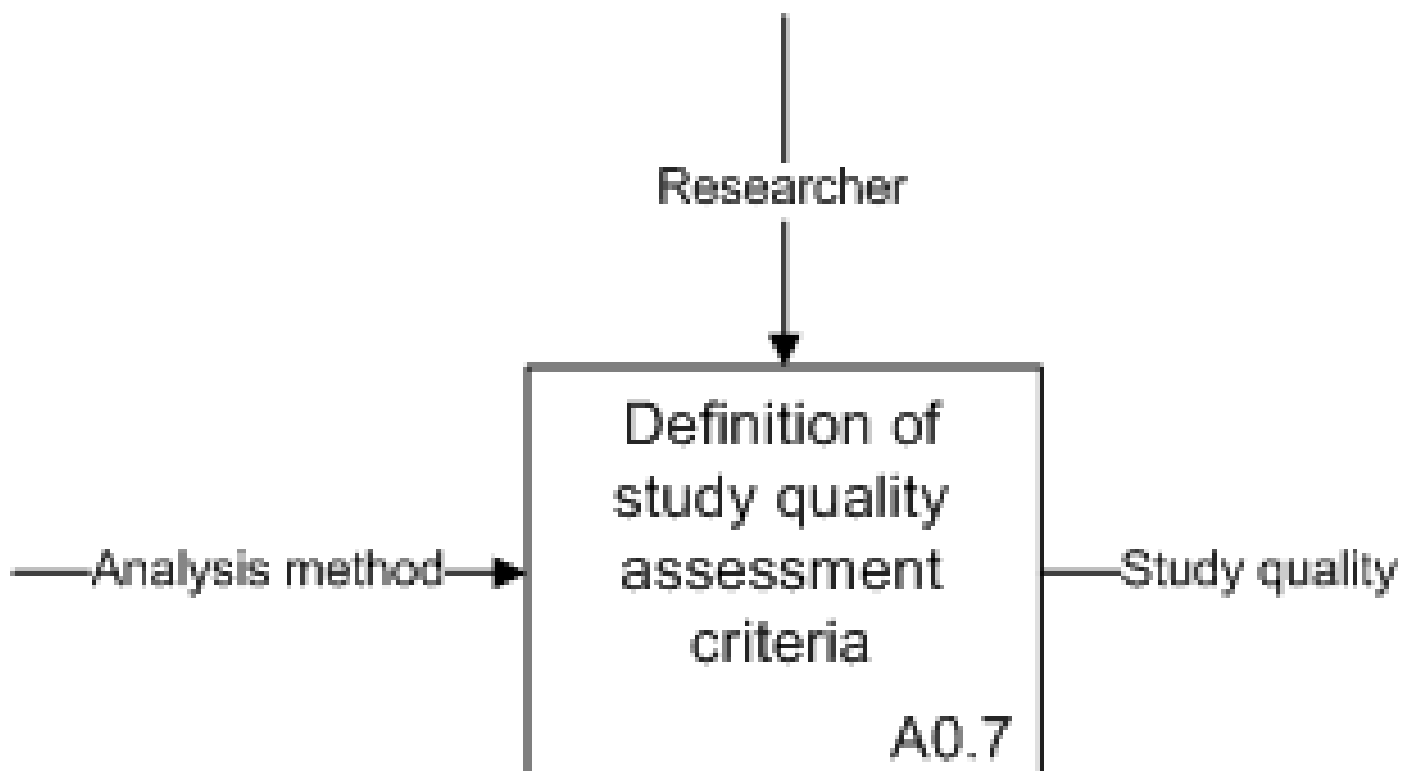 Researcher
Definition of
study quality
Analysis method
assessment
Study quality
criteria
A0.7